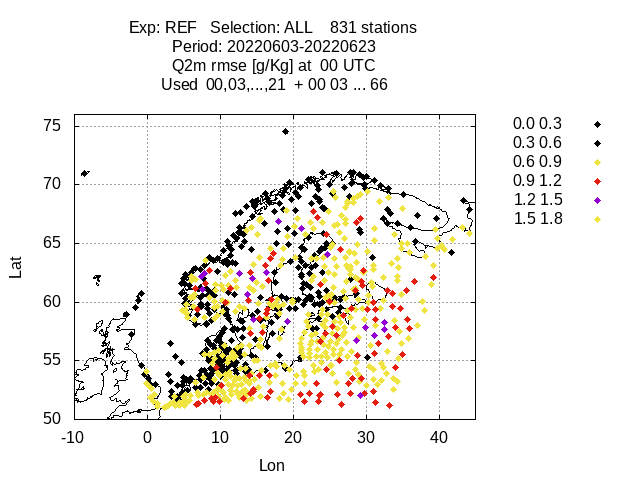 Exp: REF   Selection: ALL    831 stations
Period: 20220603-20220623
Q2m rmse [g/Kg] at  00 UTC
Used  00,03,...,21  + 00 03 ... 66
75
70
65
60
55
50
-10 0 10 20 30 40
Lat
Lon
0.0 0.3
0.3 0.6
0.6 0.9
0.9 1.2
1.2 1.5
1.5 1.8